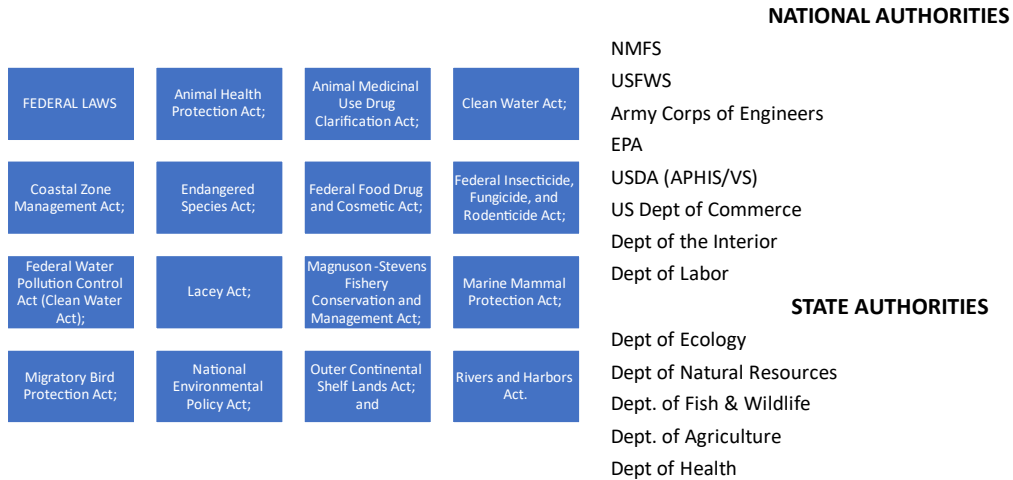 FEDERAL LAWS
Animal Health
Protection Act;
Animal Medicinal
Use Drug
Clarification Act;
Clean Water Act;
Coastal Zone
Management Act;
Endangered
Species Act;
Federal Food Drug
and Cosmetic Act;
Federal Insecticide,
Fungicide, and
Rodenticide Act;
Federal Water
Pollution Control
Act (Clean Water
Act);
Lacey Act;
Magnuson -Stevens
Fishery
Conservation and
Management Act;
Marine Mammal
Protection Act;
Migratory Bird
Protection Act;
National
Environmental
Policy Act;
Outer Continental
Shelf Lands Act;
and
Rivers and Harbors
Act.
NATIONAL AUTHORITIES
NMFS
USFWS
Army Corps of Engineers
EPA
USDA (APHIS/VS)
US Dept of Commerce
Dept of the Interior
Dept of Labor
STATE AUTHORITIES
Dept of Ecology
Dept of Natural Resources
Dept. of Fish & Wildlife
Dept. of Agriculture
Dept of Health